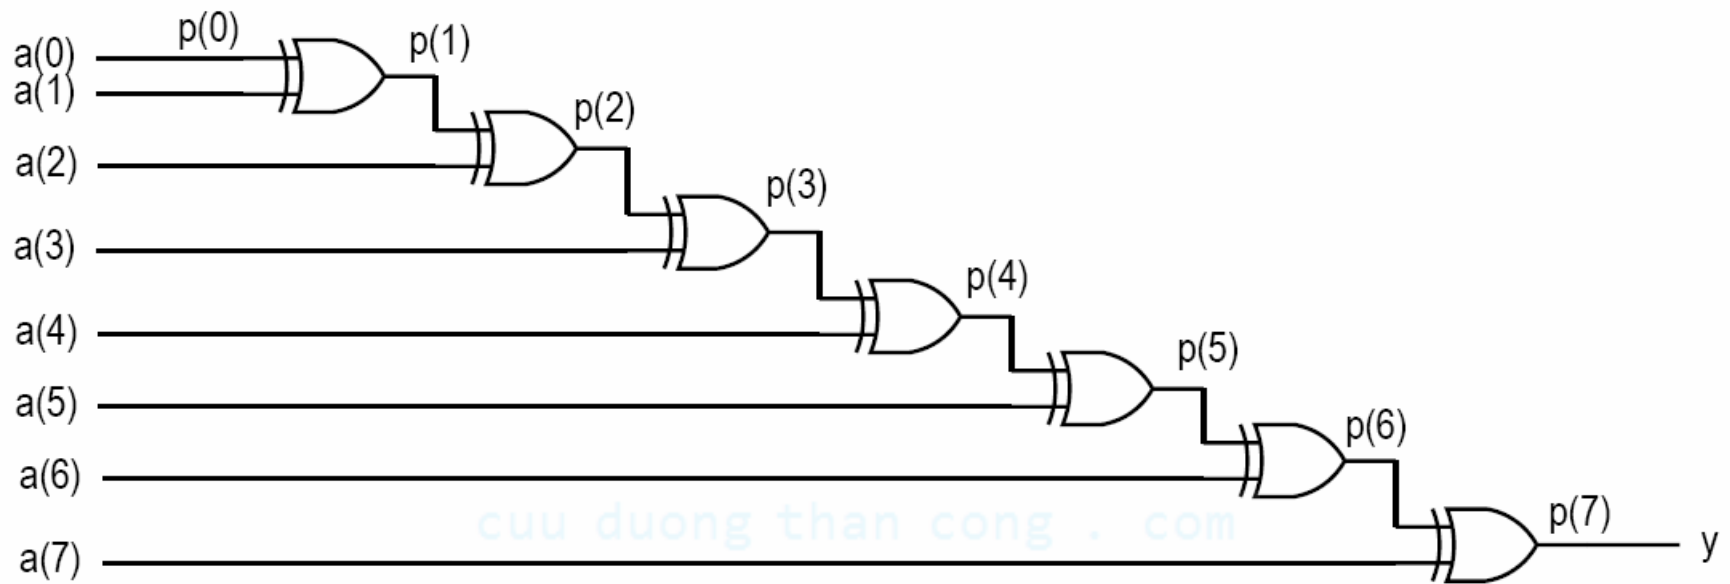 p(0)
a(0)
p(1)
a(1)
p(2)
a(2)
p(3)
a(3)
p(4)
a(4)
p(5)
a(5)
p(6)
a(6)
cuu duong than cong . com
p(7)
y
a(7)